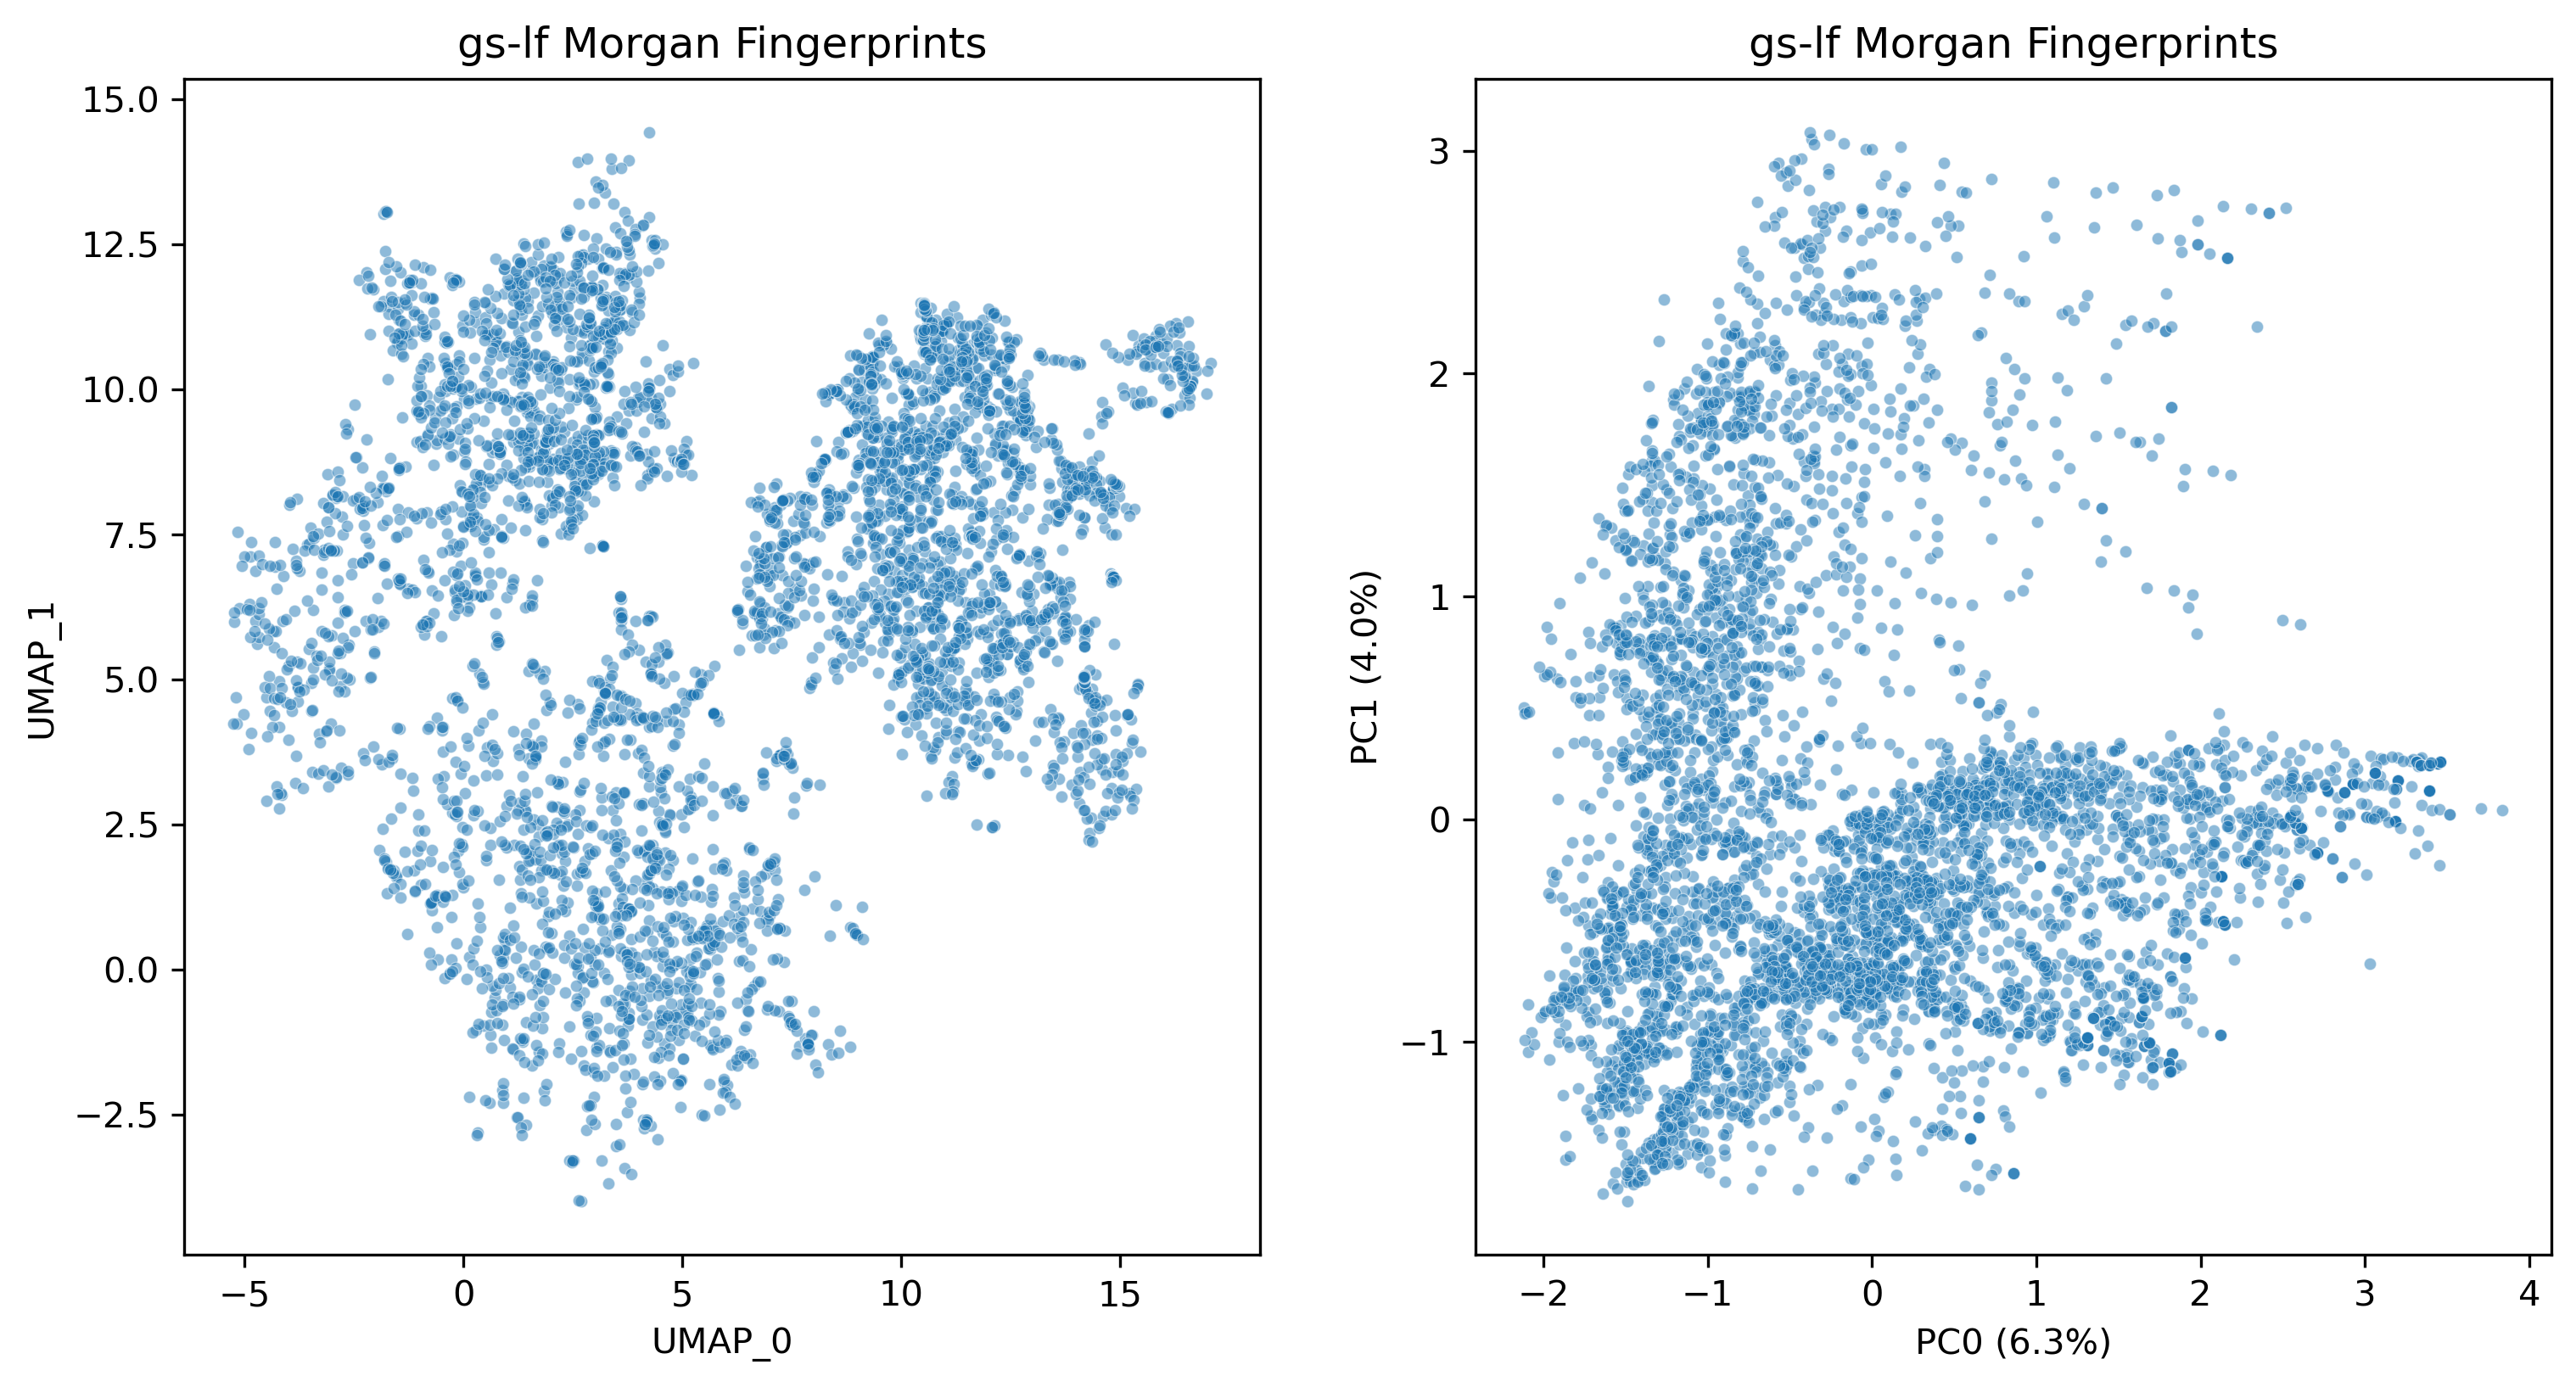 gs-lf Morgan Fingerprints
15.0
12.5
10.0
7.5
5.0
2.5
0.0
−2.5
UMAP_1
−5 0 5 10 15
UMAP_0
gs-lf Morgan Fingerprints
3
2
1
0
−1
PC1 (4.0%)
−2 −1 0 1 2 3 4
PC0 (6.3%)